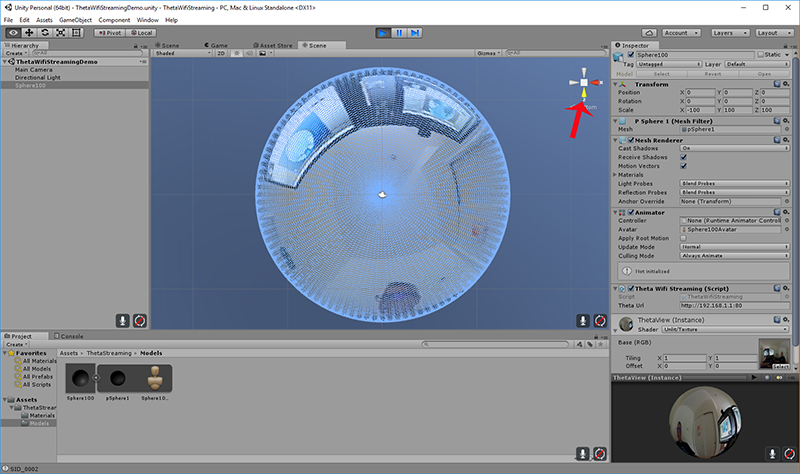 Unity Personal (64bit) - ThetaWifiStreamingDemo.unity - ThetaWifiStreaming - PC, Mac & Linux Standalone <DX11>
File Edit Assets GameObject Component Window Help
Pivot Local Account Layers Layout
Hierarchy
Create All
ThetaWifiStreamingDemo
Main Camera
Directional Light
Sphere100
Scene Game Asset Store Scene
Shaded 2D Gizmos All
Inspector
Sphere100 Static
Tag Untagged Layer Default
Model Select Revert Open
Transform
Position X 0 Y 0 Z 0
Rotation X 0 Y 0 Z 0
Scale X -100 Y 100 Z 100
P Sphere 1 (Mesh Filter)
Mesh pSphere1
Mesh Renderer
Cast Shadows On
Receive Shadows
Motion Vectors
Materials
Light Probes Blend Probes
Reflection Probes Blend Probes
Anchor Override None (Transform)
Animator
Controller None (Runtime Animator Control
Avatar Sphere100Avatar
Apply Root Motion
Update Mode Normal
Culling Mode Always Animate
Not initialized
Theta Wifi Streaming (Script)
Script ThetaWifiStreaming
Theta Url http://192.168.1.1:80
ThetaView (Instance)
Shader Unlit/Texture
Base (RGB)
Tiling X 1 Y 1
Offset X 0 Y 0
Select
ThetaView (Instance)
Project Console
Create
Favorites
All Materials
All Models
All Prefabs
All Scripts
Assets
ThetaStrean
Materials
Models
Assets ThetaStreaming Models
Sphere100 pSphere1 Sphere10...
SID_0002